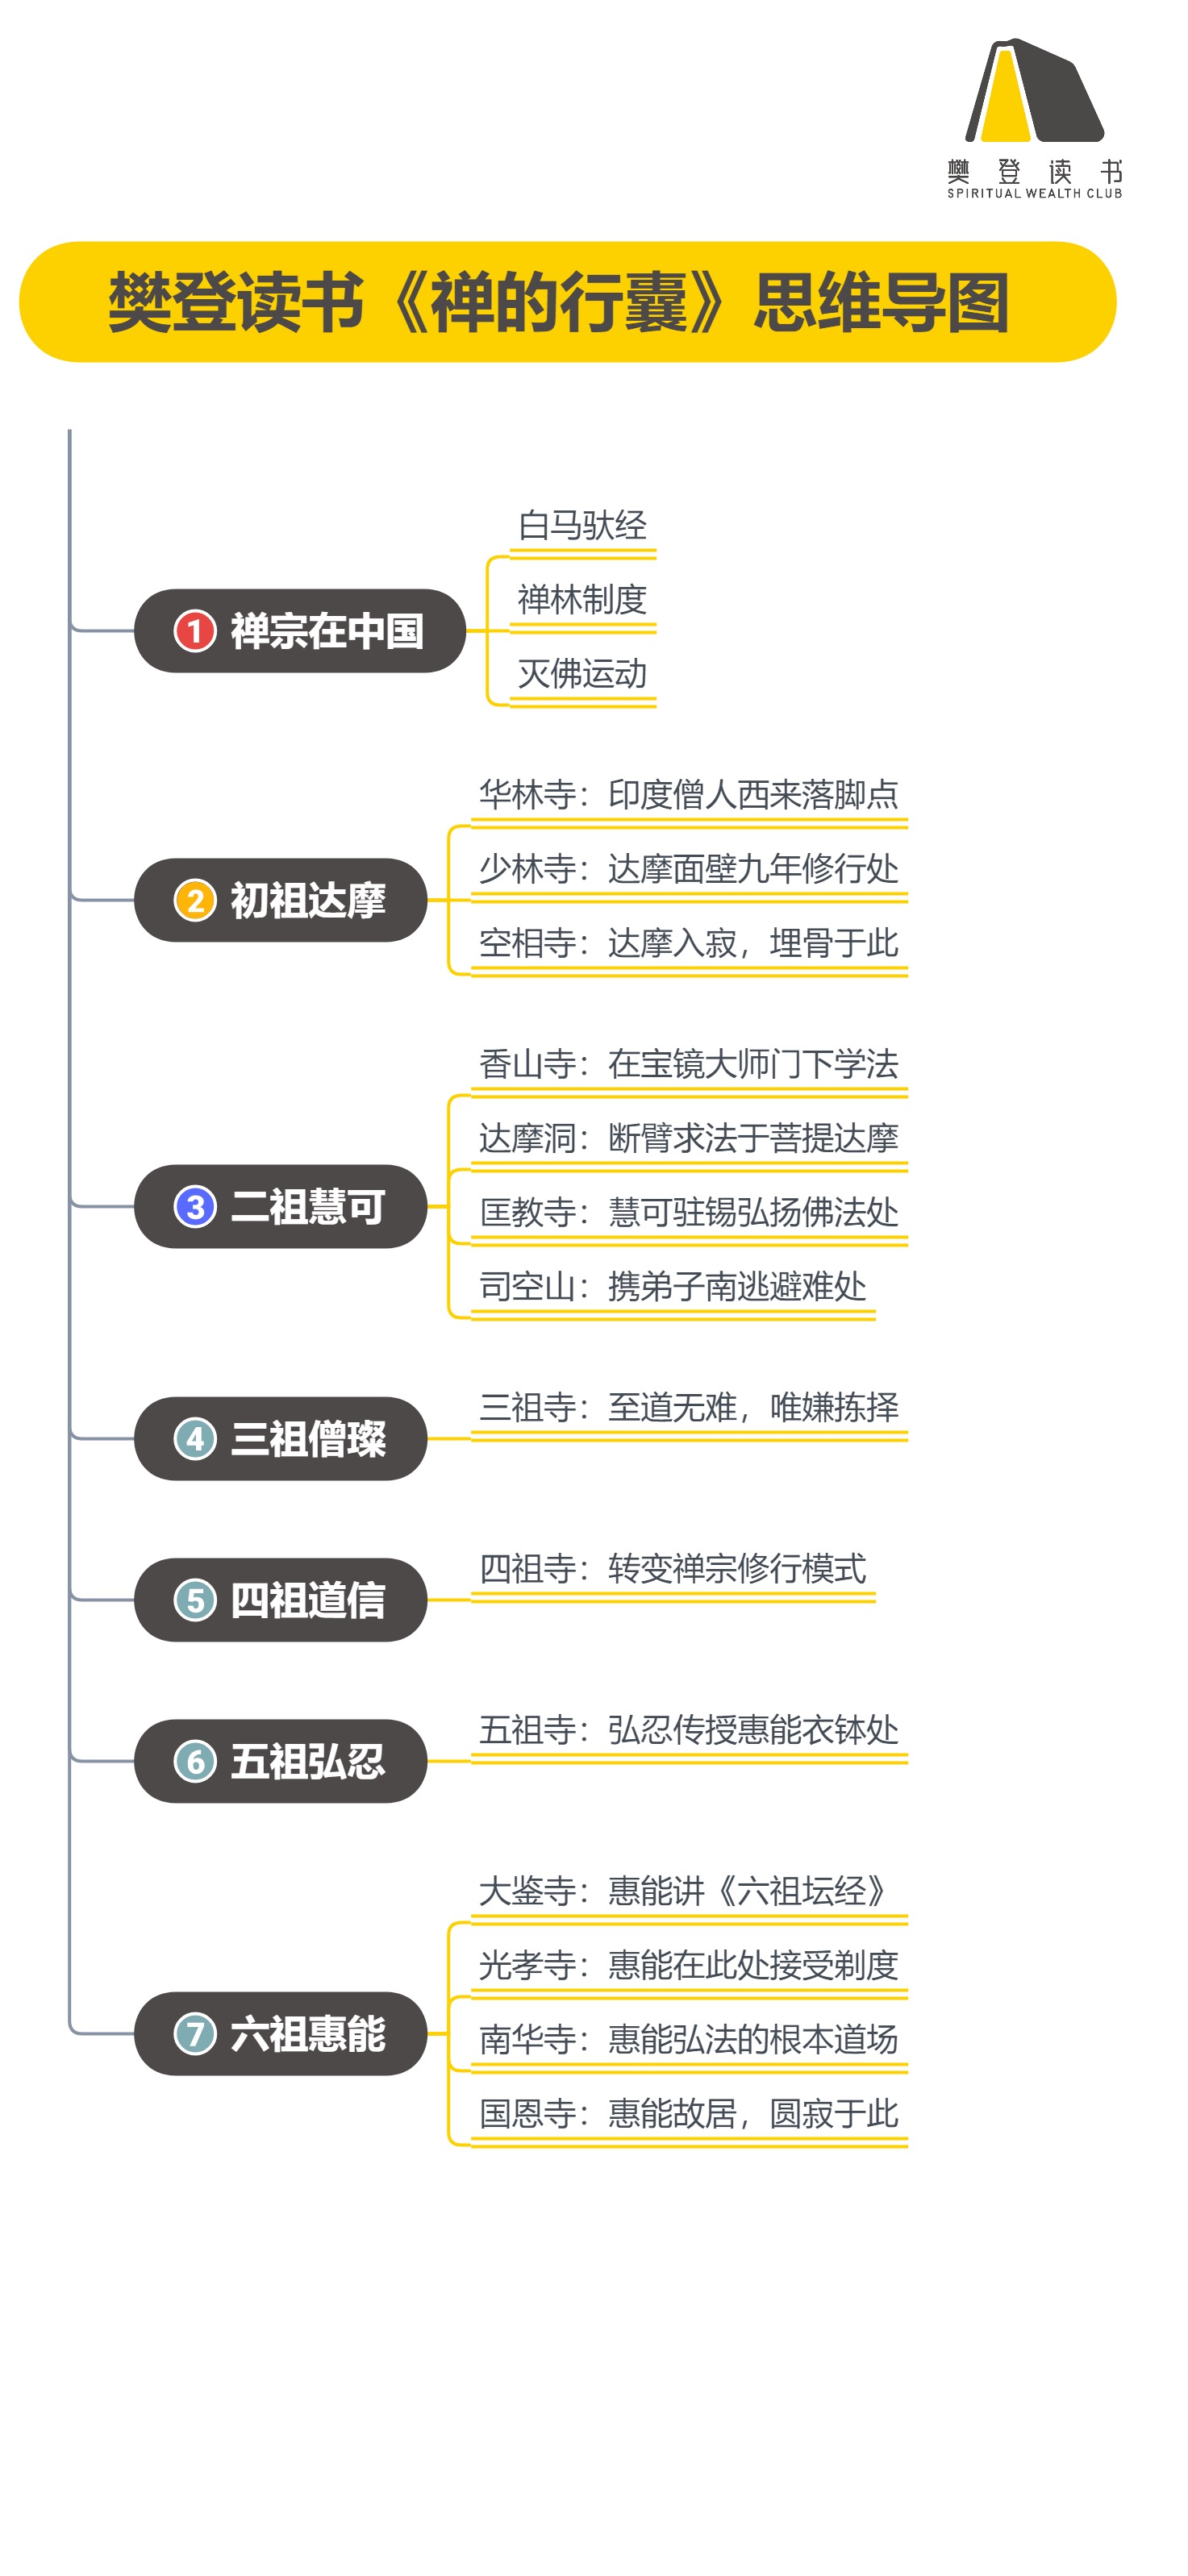 樊登读书
SPIRITUAL WEALTH CLUB
樊登读书《禅的行囊》思维导图
1 禅宗在中国
白马驮经
禅林制度
灭佛运动
2 初祖达摩
华林寺：印度僧人西来落脚点
少林寺：达摩面壁九年修行处
空相寺：达摩入寂，埋骨于此
3 二祖慧可
香山寺：在宝镜大师门下学法
达摩洞：断臂求法于菩提达摩
匡教寺：慧可驻锡弘扬佛法处
司空山：携弟子南逃避难处
4 三祖僧璨
三祖寺：至道无难，唯嫌拣择
5 四祖道信
四祖寺：转变禅宗修行模式
6 五祖弘忍
五祖寺：弘忍传授惠能衣钵处
7 六祖惠能
大鉴寺：惠能讲《六祖坛经》
光孝寺：惠能在此处接受剃度
南华寺：惠能弘法的根本道场
国恩寺：惠能故居，圆寂于此